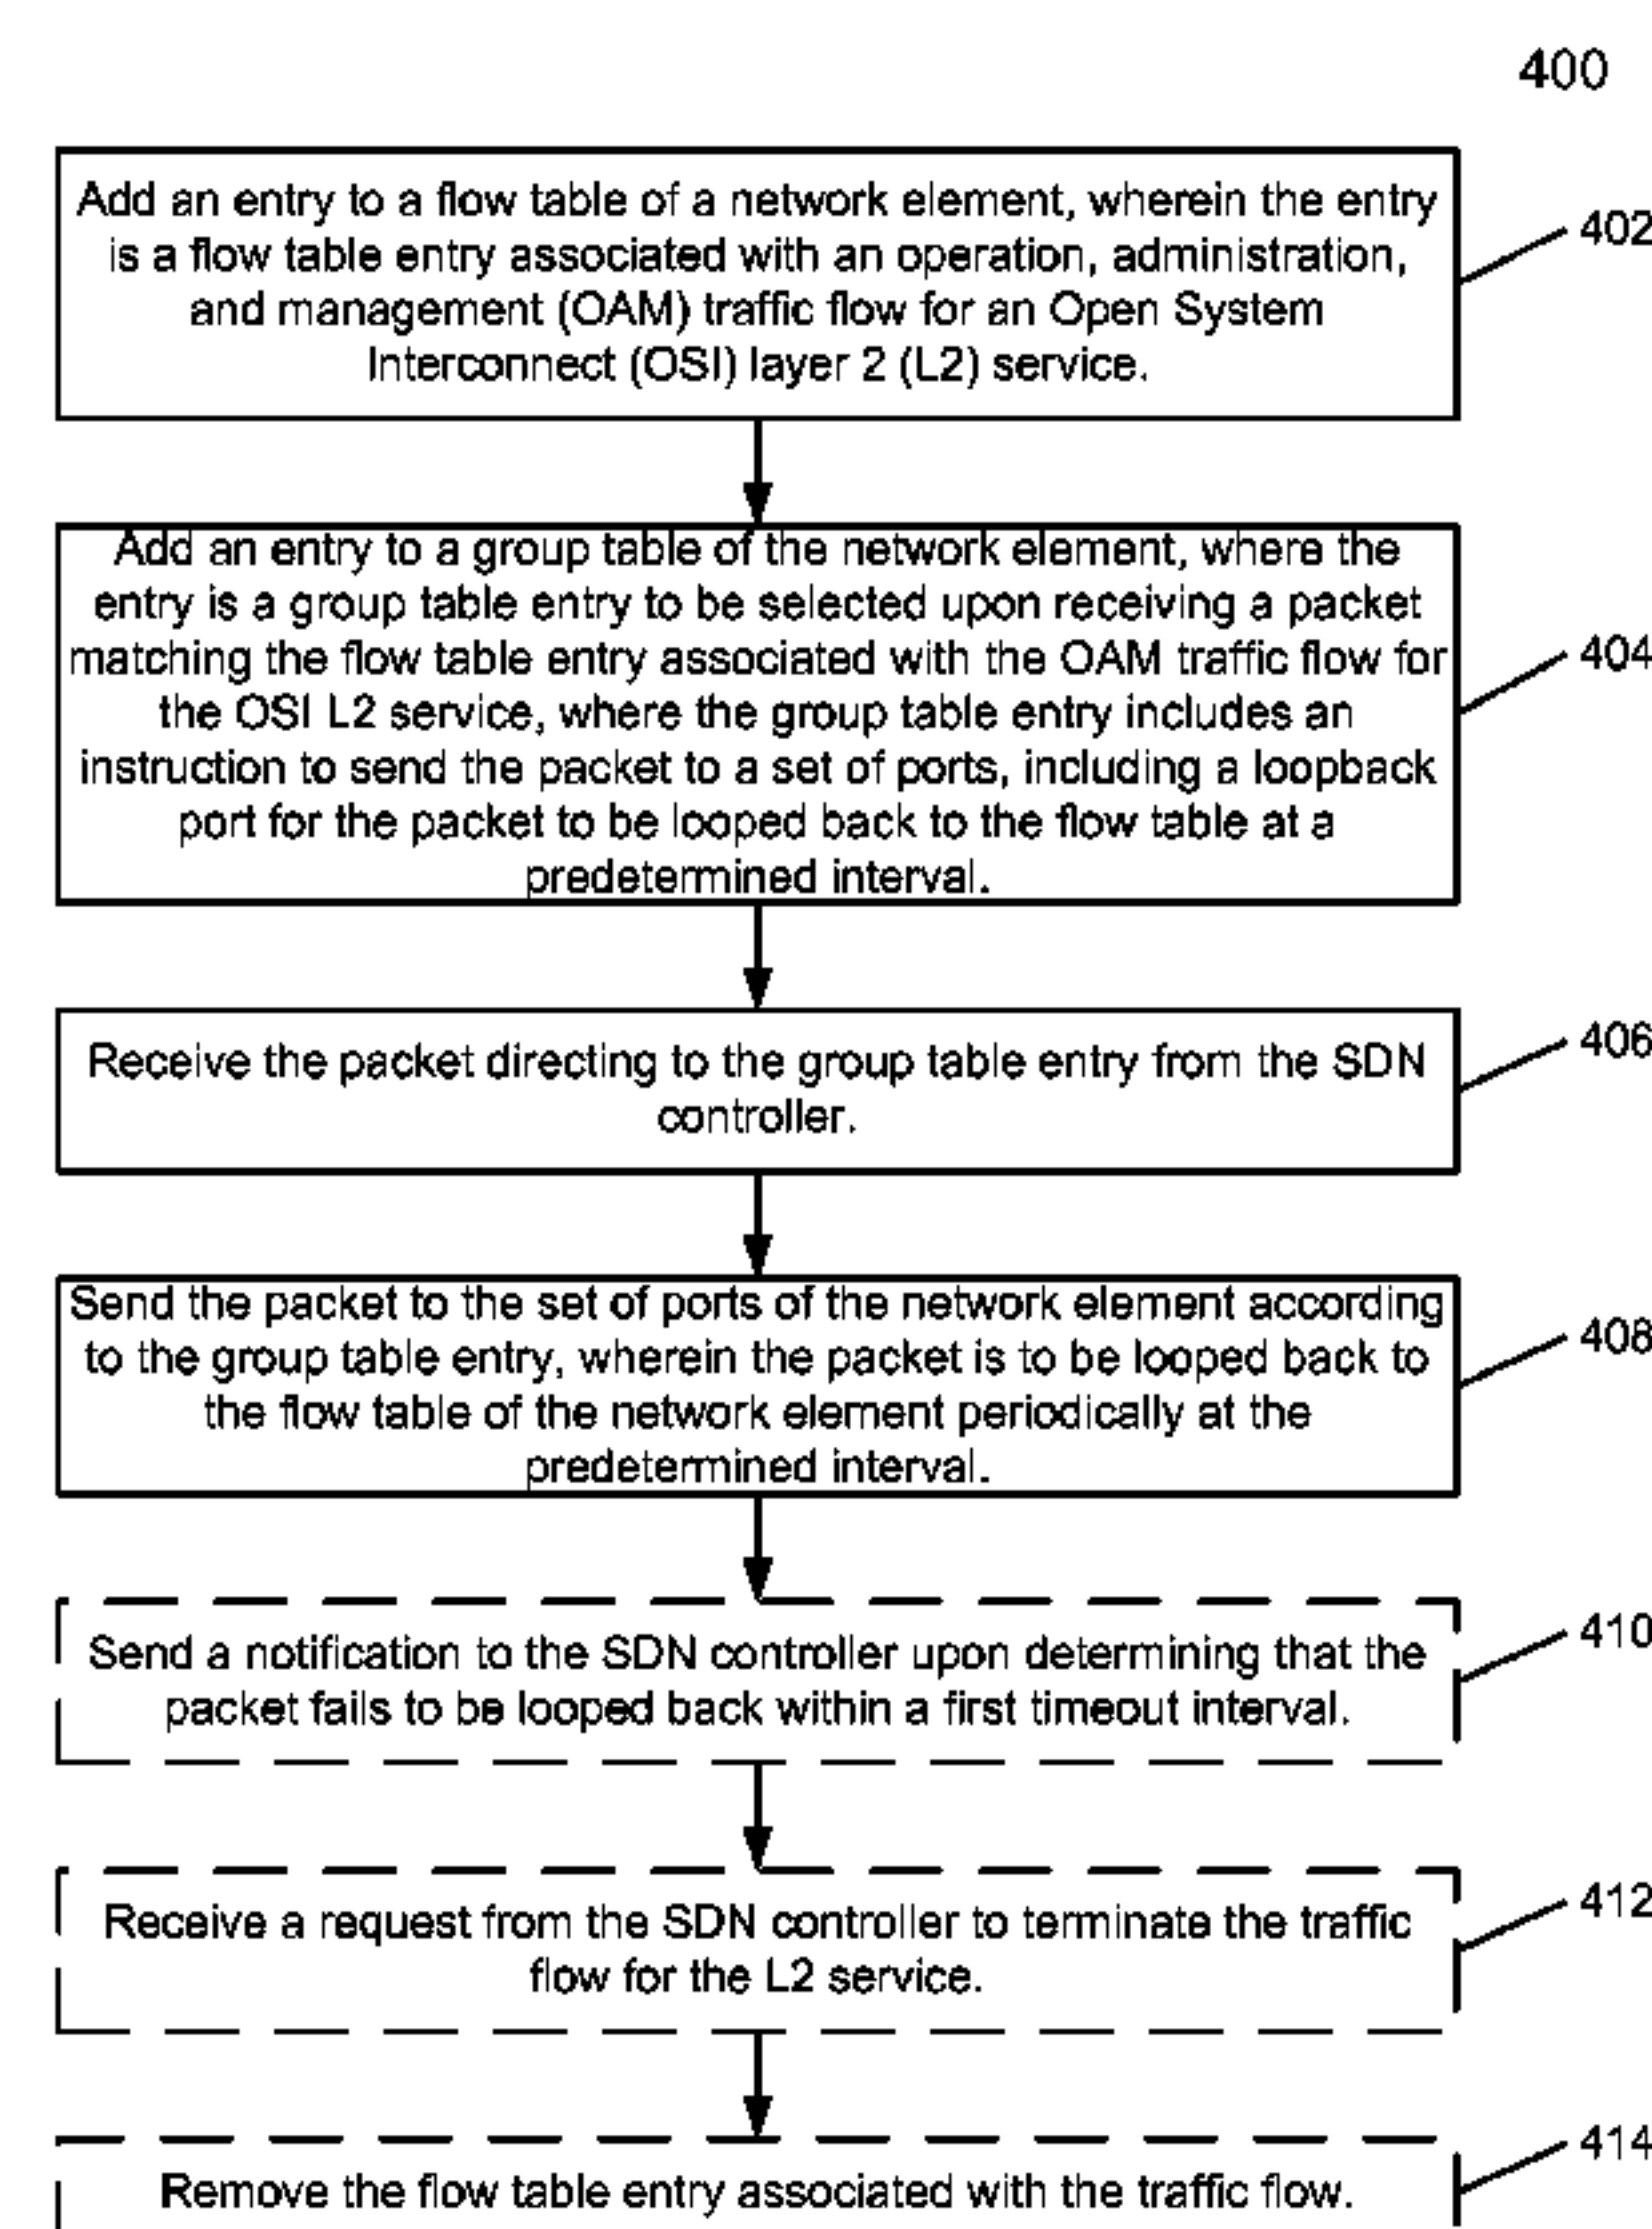 400
Add an entry to a flow table of a network element, wherein the entry
is a flow table entry associated with an operation, administration,
and management (OAM) traffic flow for an Open System
Interconnect (OSI) layer 2 (L2) service.
402
Add an entry to a group table of the network element, where the
entry is a group table entry to be selected upon receiving a packet
matching the flow table entry associated with the OAM traffic flow for
the OSI L2 service, where the group table entry includes an
instruction to send the packet to a set of ports, including a loopback
port for the packet to be looped back to the flow table at a
predetermined interval.
404
Receive the packet directing to the group table entry from the SDN
controller.
406
Send the packet to the set of ports of the network element according
to the group table entry, wherein the packet is to be looped back to
the flow table of the network element periodically at the
predetermined interval.
408
Send a notification to the SDN controller upon determining that the
packet fails to be looped back within a first timeout interval.
410
Receive a request from the SDN controller to terminate the traffic
flow for the L2 service.
412
Remove the flow table entry associated with the traffic flow.
414